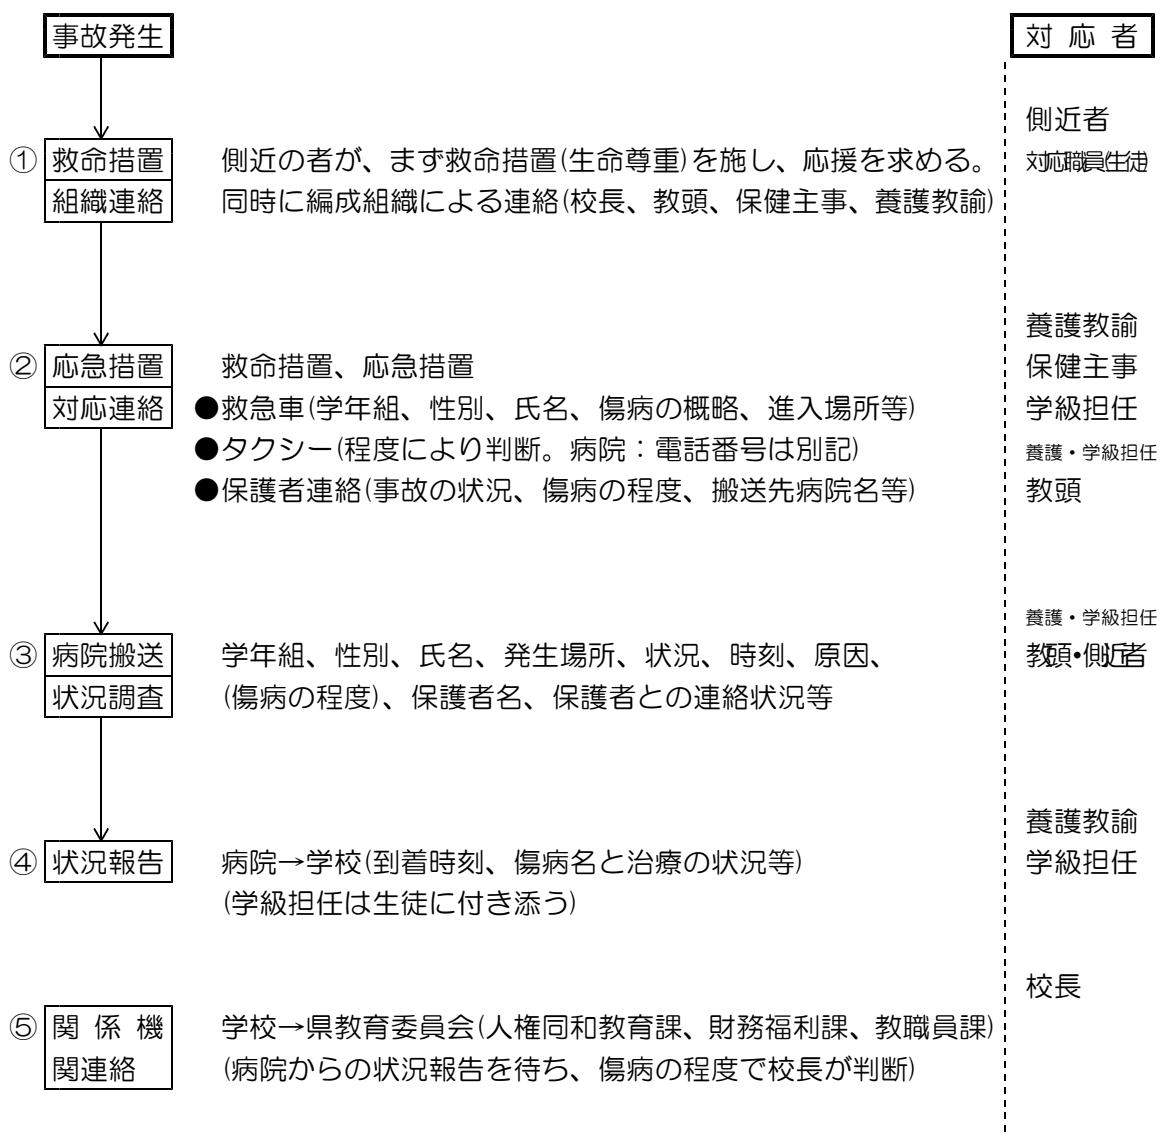 事故発生 対 応 者
側近者
① 救命措置 側近の者が、まず救命措置(生命尊重)を施し、応援を求める。 対応職員(生徒)
組織連絡 同時に編成組織による連絡(校長、教頭、保健主事、養護教諭)
養護教諭
② 応急措置 救命措置、応急措置 保健主事
対応連絡 ●救急車(学年組、性別、氏名、傷病の概略、進入場所等) 学級担任
●タクシー(程度により判断。病院：電話番号は別記) 養護・学級担任
●保護者連絡(事故の状況、傷病の程度、搬送先病院名等) 教頭
養護・学級担任
③ 病院搬送 学年組、性別、氏名、発生場所、状況、時刻、原因、 教頭・側近者
状況調査 (傷病の程度)、保護者名、保護者との連絡状況等
養護教諭
④ 状況報告 病院→学校(到着時刻、傷病名と治療の状況等) 学級担任
(学級担任は生徒に付き添う)
校長
⑤ 関 係 機 学校→県教育委員会(人権同和教育課、財務福利課、教職員課)
関連絡 (病院からの状況報告を待ち、傷病の程度で校長が判断)